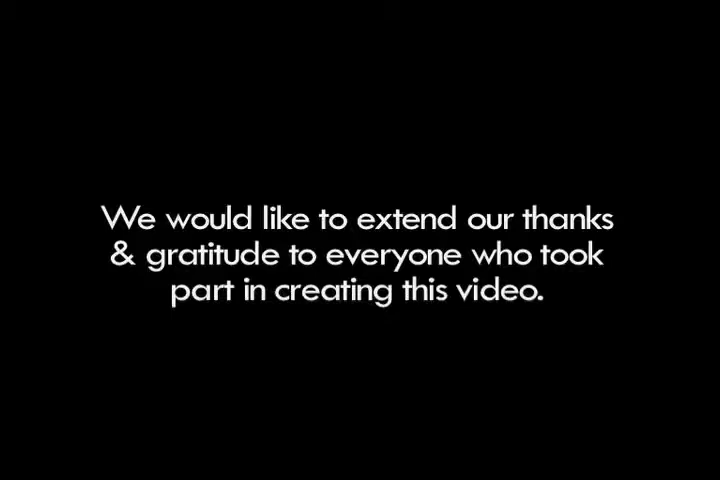 We would like to extend our thanks
& gratitude to everyone who took
part in creating this video.